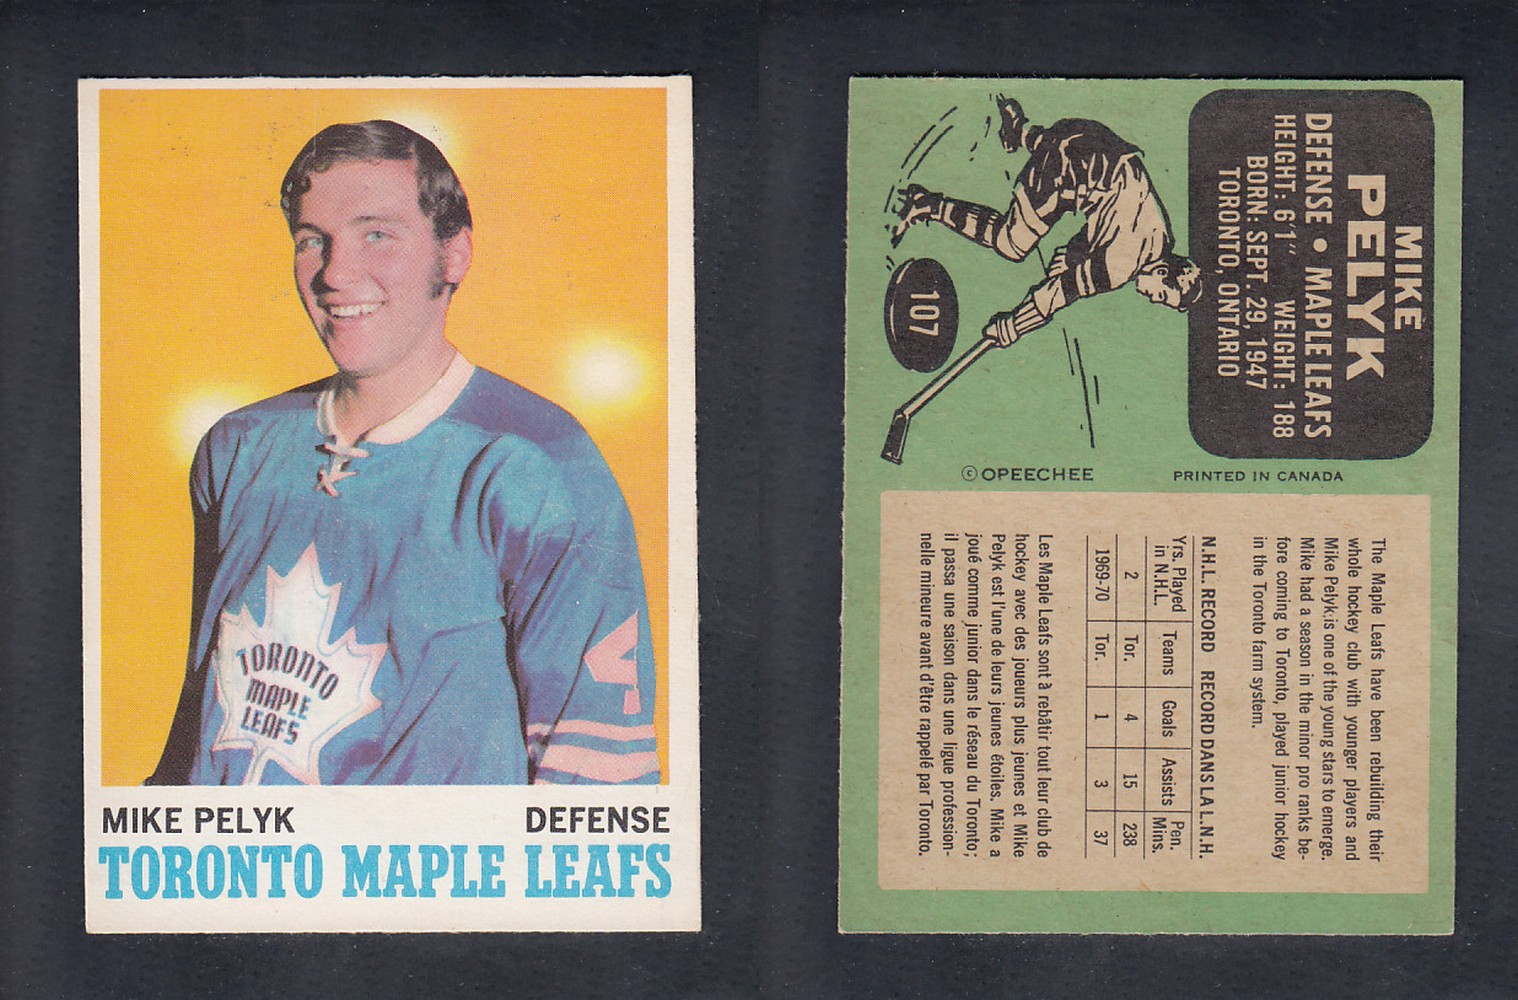 TORONTO
MAPLE
LEAFS
4
MIKE PELYK DEFENSE
TORONTO MAPLE LEAFS
MIKE
PELYK
DEFENSE • MAPLE LEAFS
HEIGHT: 6'1" WEIGHT: 188
BORN: SEPT. 29, 1947
TORONTO, ONTARIO
107
© OPEECHEE PRINTED IN CANADA
The Maple Leafs have been rebuilding their
whole hockey club with younger players and
Mike Pelyk is one of the young stars to emerge.
Mike had a season in the minor pro ranks be-
fore coming to Toronto, played junior hockey
in the Toronto farm system.
N.H.L. RECORD RECORD DANS LA L.N.H.
Yrs. Played Teams Goals Assists Pen.
in N.H.L. Mins.
2 Tor. 4 15 238
1969-70 Tor. 1 3 37
Les Maple Leafs sont à rebâtir tout leur club de
hockey avec des joueurs plus jeunes et Mike
Pelyk est l'une de leurs jeunes étoiles. Mike a
joué comme junior dans le réseau du Toronto;
il passa une saison dans une ligue profession-
nelle mineure avant d'être rappelé par Toronto.